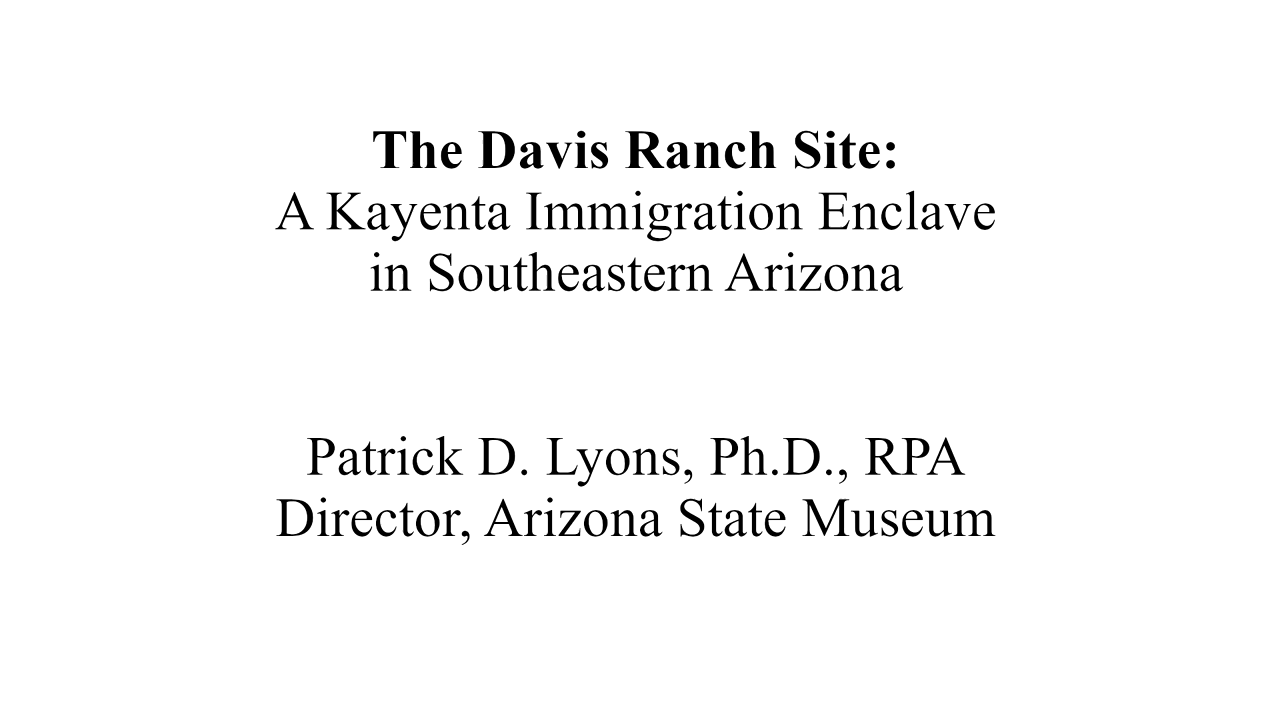 The Davis Ranch Site:
A Kayenta Immigration Enclave
in Southeastern Arizona
Patrick D. Lyons, Ph.D., RPA
Director, Arizona State Museum